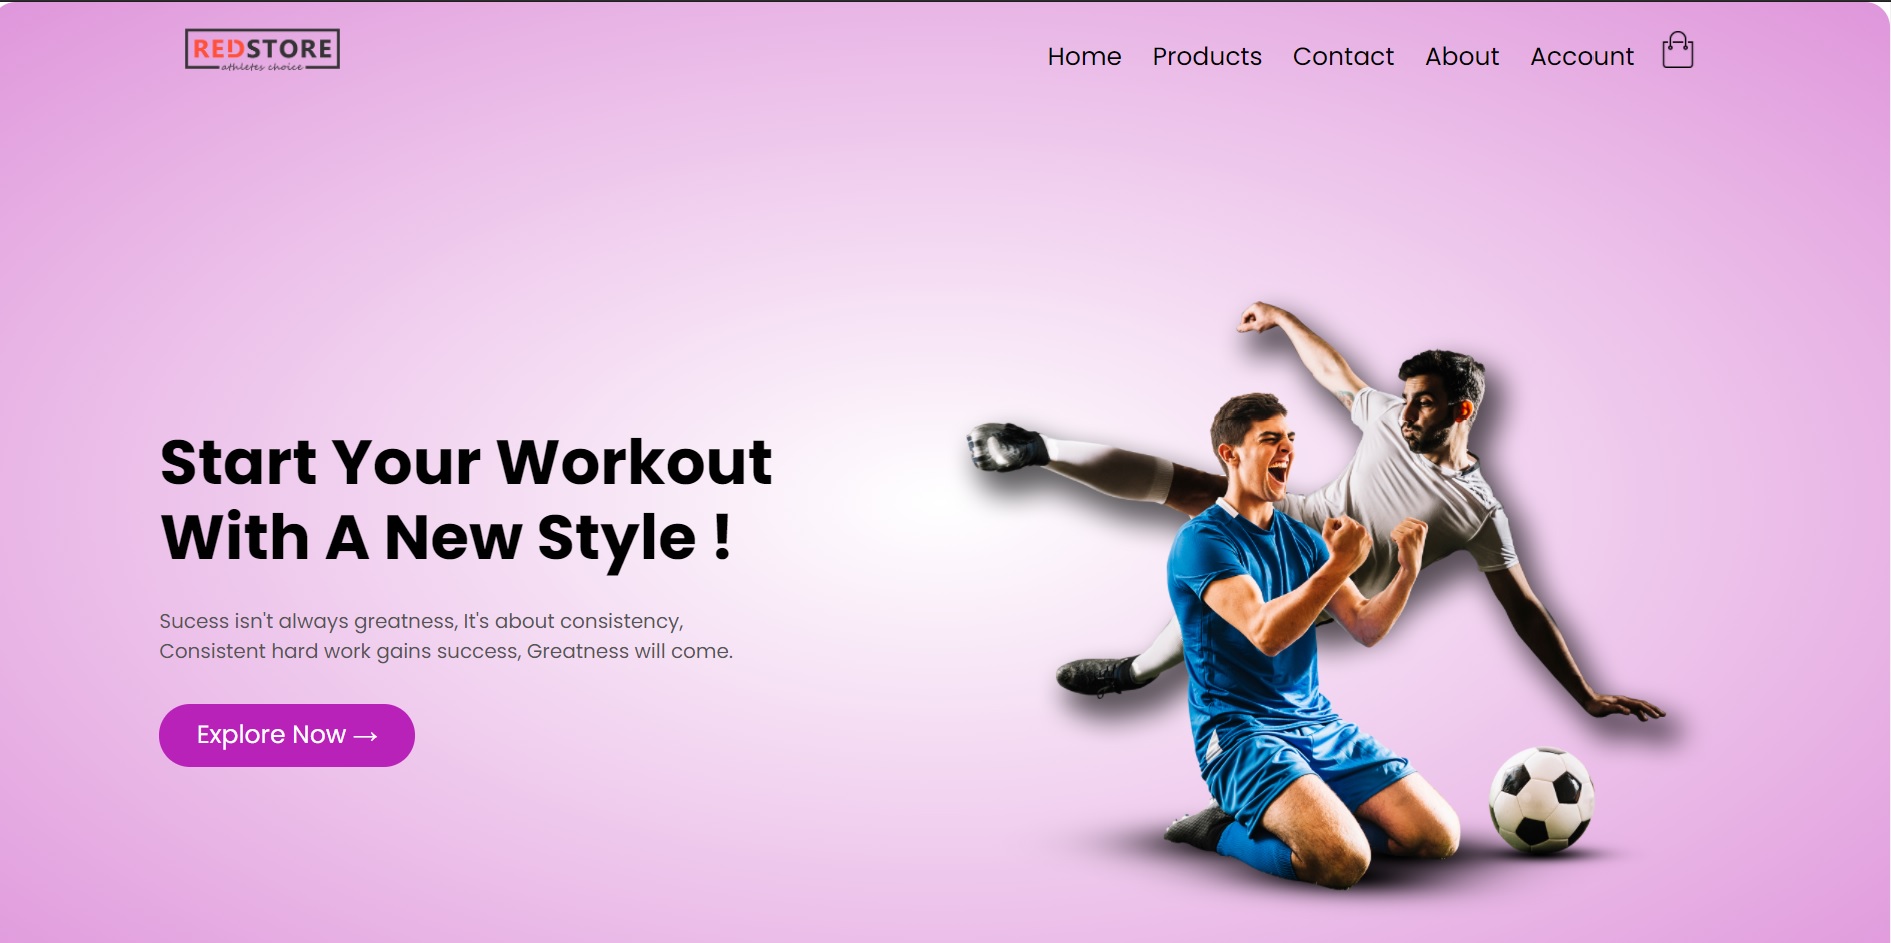 REDSTORE
athletes choice
Home Products Contact About Account
Start Your Workout
With A New Style !
Sucess isn't always greatness, It's about consistency,
Consistent hard work gains success, Greatness will come.
Explore Now →